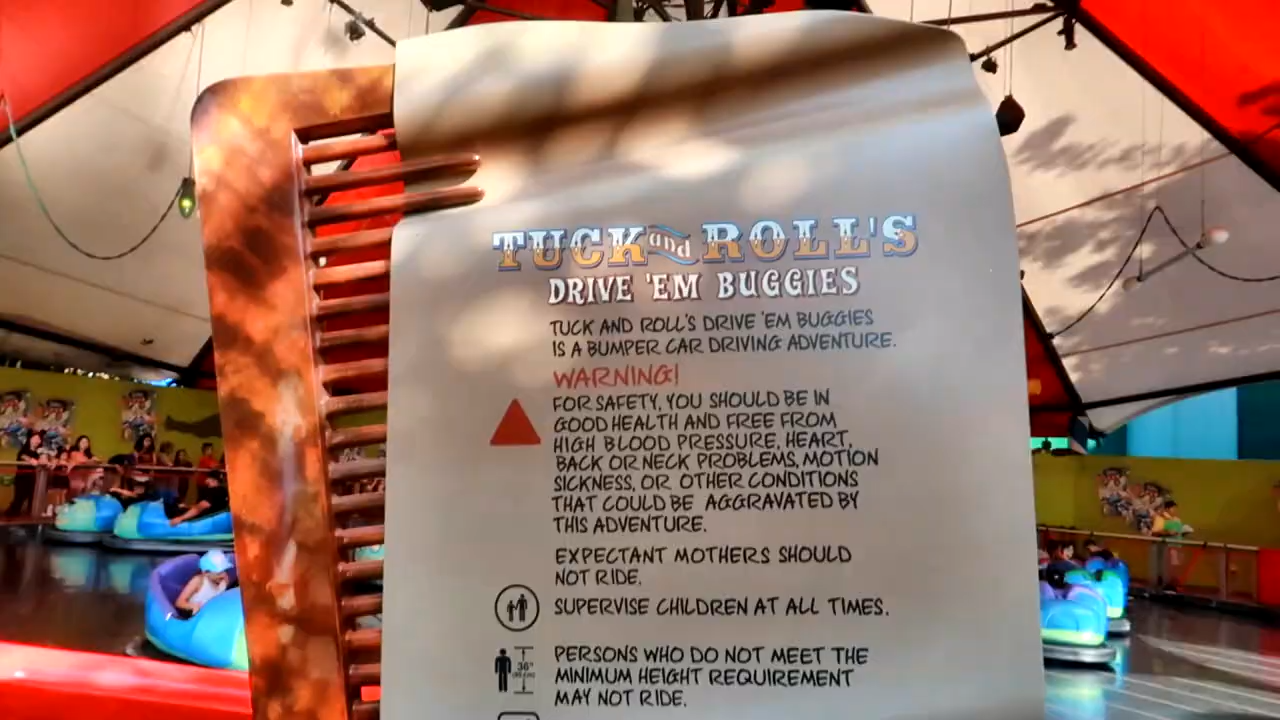 TUCK and ROLL'S
DRIVE 'EM BUGGIES
TUCK AND ROLL'S DRIVE 'EM BUGGIES
IS A BUMPER CAR DRIVING ADVENTURE.
WARNING!
FOR SAFETY, YOU SHOULD BE IN
GOOD HEALTH AND FREE FROM
HIGH BLOOD PRESSURE, HEART,
BACK OR NECK PROBLEMS, MOTION
SICKNESS, OR OTHER CONDITIONS
THAT COULD BE AGGRAVATED BY
THIS ADVENTURE.
EXPECTANT MOTHERS SHOULD
NOT RIDE.
SUPERVISE CHILDREN AT ALL TIMES.
36"
PERSONS WHO DO NOT MEET THE
MINIMUM HEIGHT REQUIREMENT
MAY NOT RIDE.